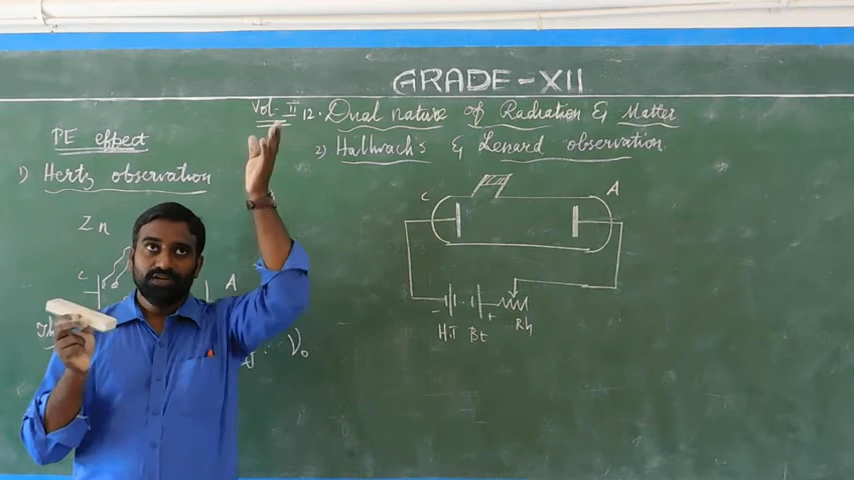 GRADE - XII
Vol - II 12. Dual nature of Radiation & Matter
PE effect
1) Hertz observation
2) Hallwach's & Lenard observation.
Zn
C
A
C A
V₀
- +
H.T Bt Rh